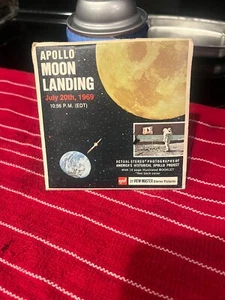 APOLLO
MOON
LANDING
July 20th, 1969
10:56 P.M. (EDT)
ACTUAL STEREO PHOTOGRAPHS OF
AMERICA'S HISTORICAL APOLLO PROJECT
VIEW-MASTER